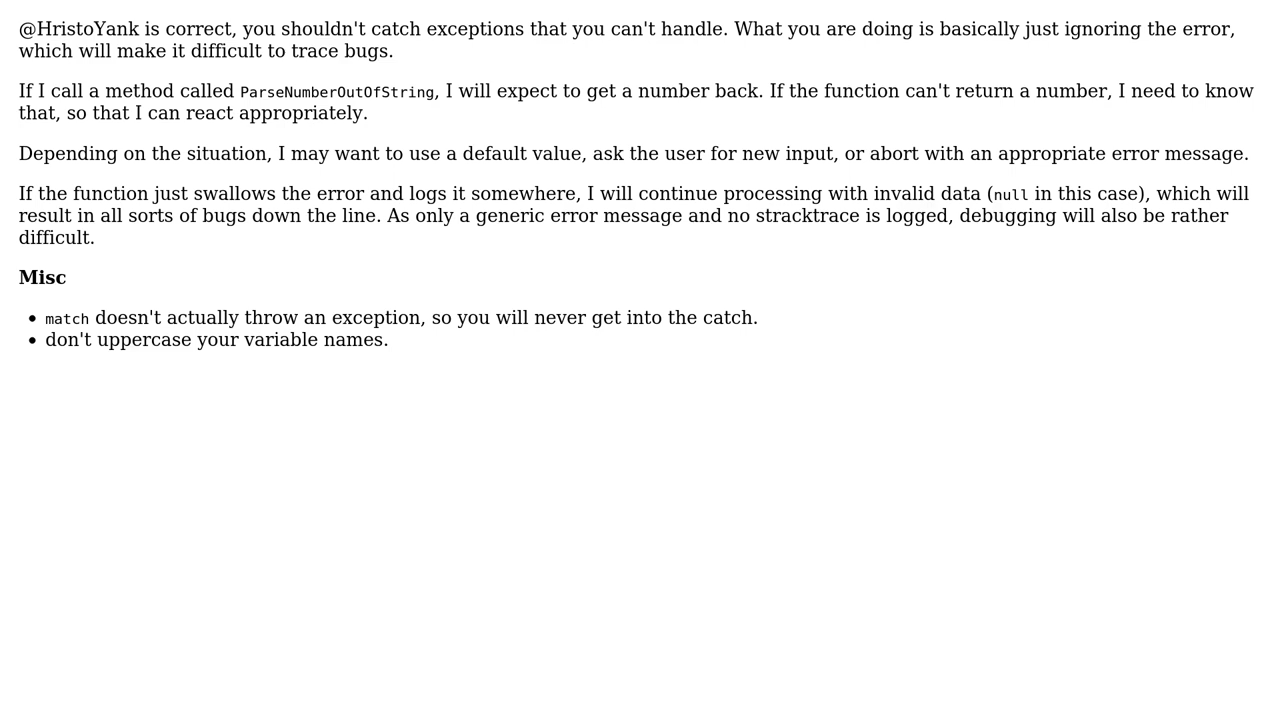 @HristoYank is correct, you shouldn't catch exceptions that you can't handle. What you are doing is basically just ignoring the error,
which will make it difficult to trace bugs.
If I call a method called ParseNumberOutOfString, I will expect to get a number back. If the function can't return a number, I need to know
that, so that I can react appropriately.
Depending on the situation, I may want to use a default value, ask the user for new input, or abort with an appropriate error message.
If the function just swallows the error and logs it somewhere, I will continue processing with invalid data (null in this case), which will
result in all sorts of bugs down the line. As only a generic error message and no stracktrace is logged, debugging will also be rather
difficult.
Misc
• match doesn't actually throw an exception, so you will never get into the catch.
• don't uppercase your variable names.